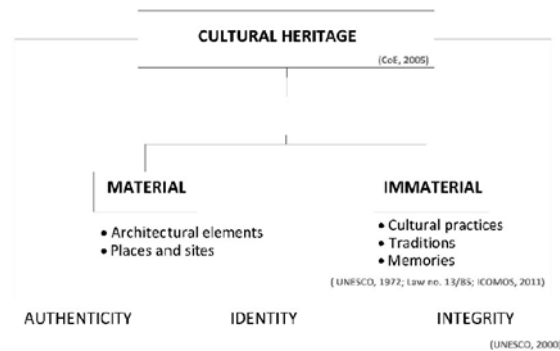 CULTURAL HERITAGE
(CoE, 2005)
MATERIAL
• Architectural elements
• Places and sites
IMMATERIAL
• Cultural practices
• Traditions
• Memories
( UNESCO, 1972; Law no. 13/85; ICOMOS, 2011)
AUTHENTICITY IDENTITY INTEGRITY
(UNESCO, 2000)